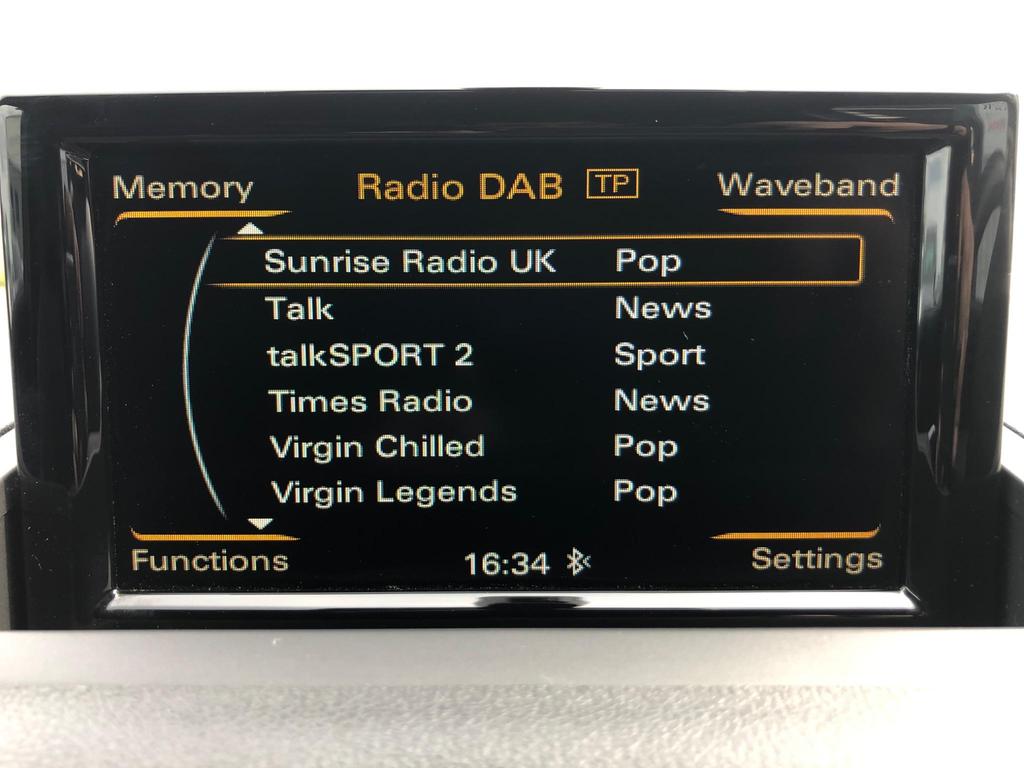 Memory Radio DAB TP Waveband
Sunrise Radio UK Pop
Talk News
talkSPORT 2 Sport
Times Radio News
Virgin Chilled Pop
Virgin Legends Pop
Functions 16:34 Settings